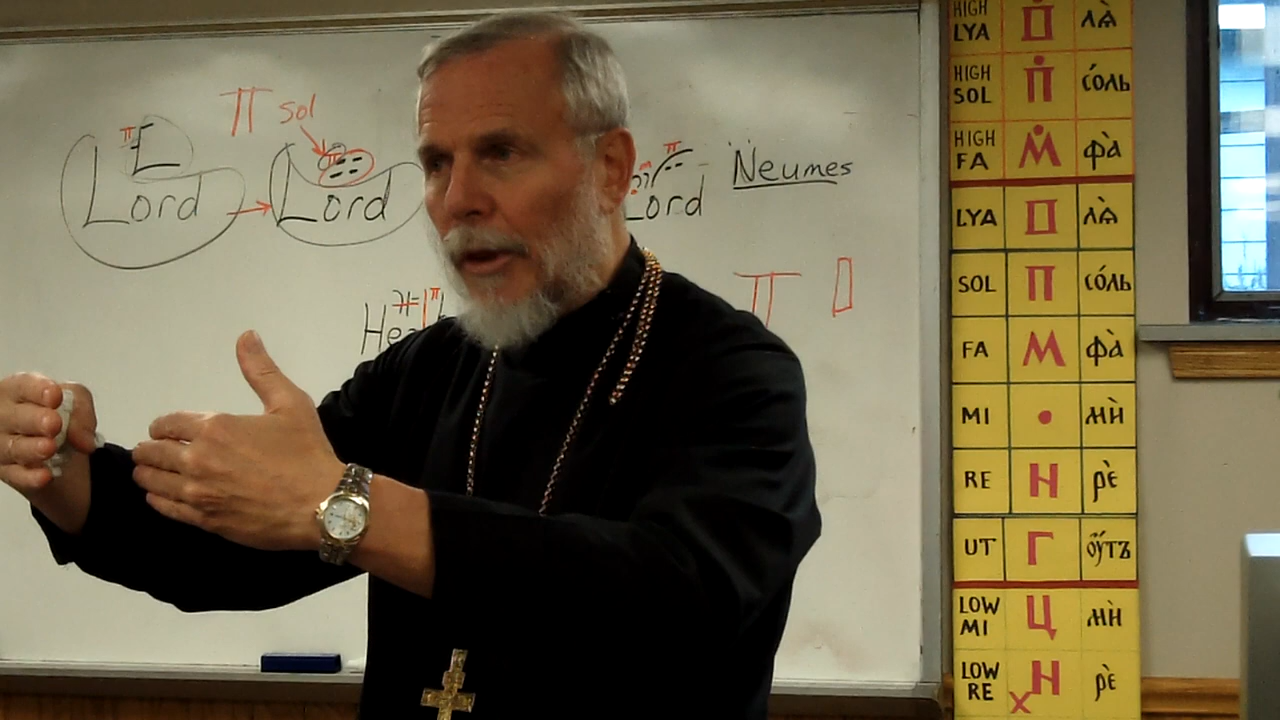 π sol
π
Lord
Lord
π
Lord
Neumes
π
HIGH LYA П лѧ̀
HIGH SOL П со́ль
HIGH FA М фа̀
LYA П лѧ̀
SOL П со́ль
FA М фа̀
MI • мѝ
RE Н рѐ
UT Г оу҆́тъ
LOW MI Ц мѝ
LOW RE Н х рѐ